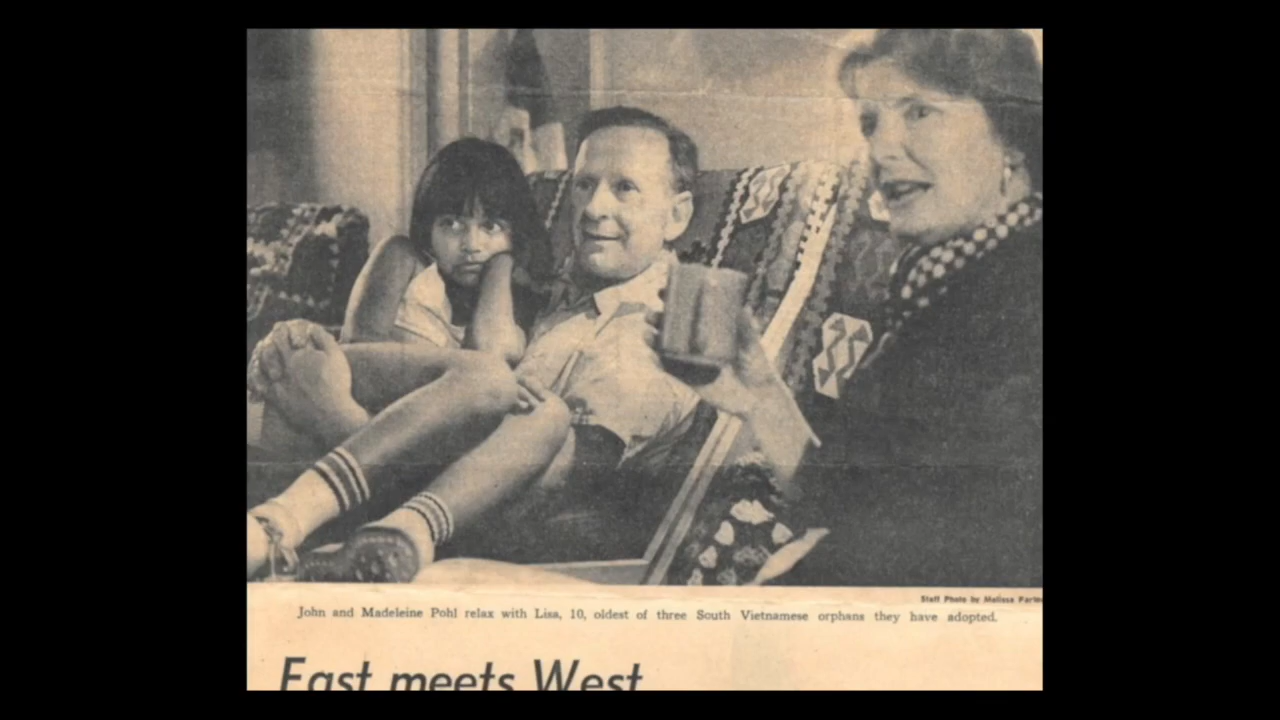 Staff Photo by Melissa
John and Madeleine Pohl relax with Lisa, 10, oldest of three South Vietnamese orphans they have adopted.
East meets West